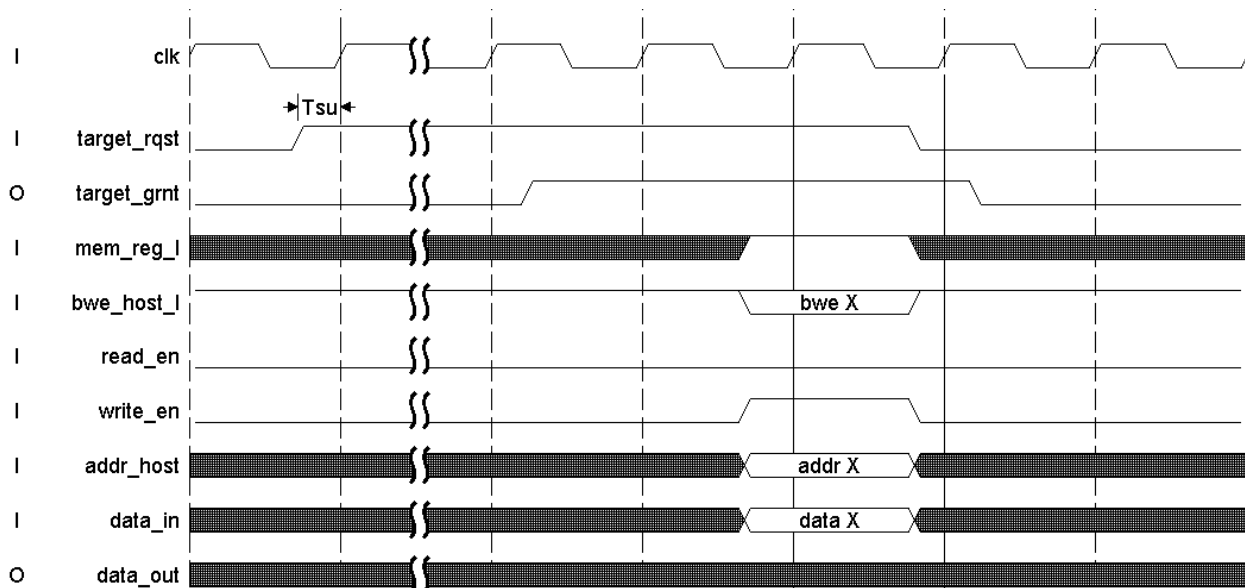 I clk
Tsu
I target_rqst
O target_grnt
I mem_reg_l
I bwe_host_l bwe X
I read_en
I write_en
I addr_host addr X
I data_in data X
O data_out